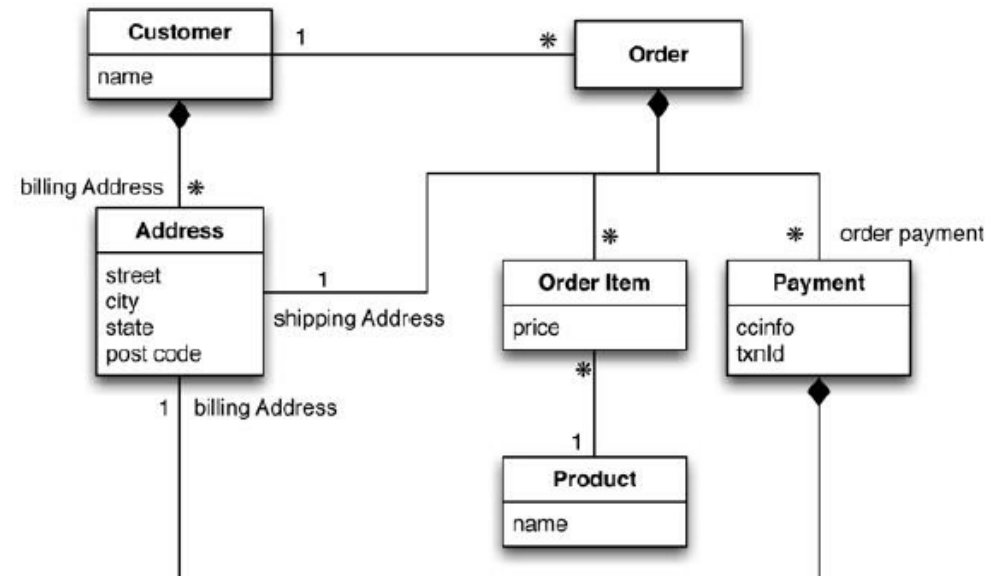 Customer
name
1
*
Order
billing Address
*
Address
street
city
state
post code
1
shipping Address
*
Order Item
price
*
order payment
Payment
ccinfo
txnId
1
billing Address
*
1
Product
name